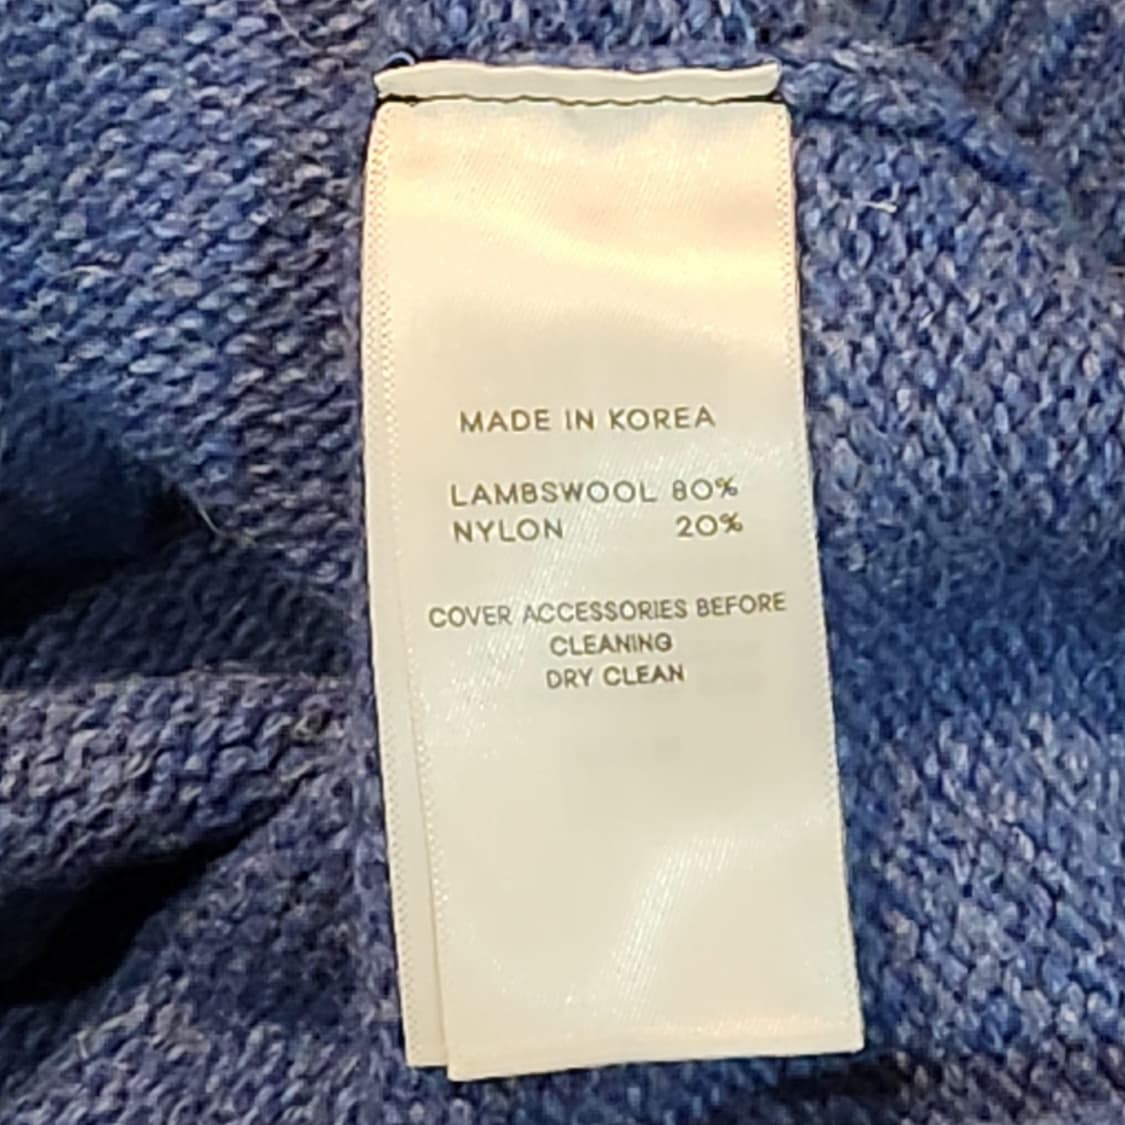 MADE IN KOREA
LAMBSWOOL 80%
NYLON 20%
COVER ACCESSORIES BEFORE
CLEANING
DRY CLEAN